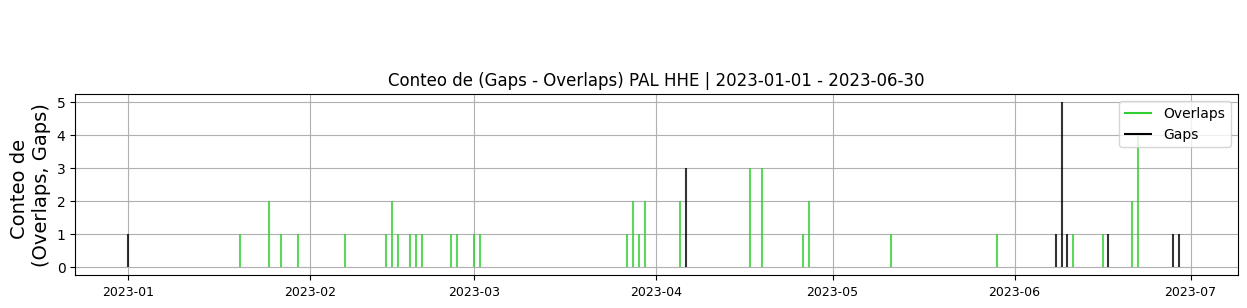 Conteo de (Gaps - Overlaps) PAL HHE | 2023-01-01 - 2023-06-30
Conteo de
(Overlaps, Gaps)
5
4
3
2
1
0
Overlaps
Gaps
2023-01
2023-02
2023-03
2023-04
2023-05
2023-06
2023-07